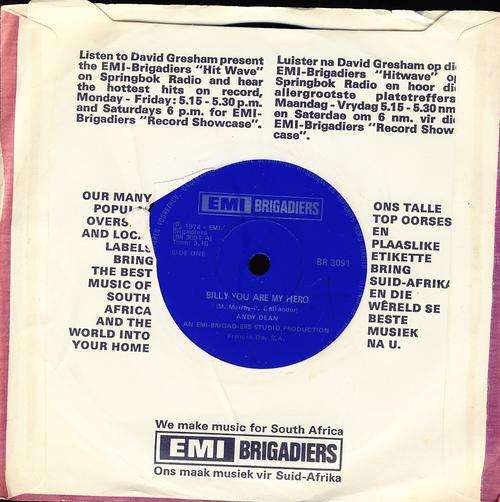 Listen to David Gresham present
the EMI-Brigadiers "Hit Wave"
on Springbok Radio and hear
the hottest hits on record,
Monday - Friday: 5.15 - 5.30 p.m.
and Saturdays 6 p.m. for EMI-
Brigadiers "Record Showcase".
Luister na David Gresham op die
EMI-Brigadiers "Hitwave" op
Springbok Radio en hoor die
allergrootste platetreffers
Maandag - Vrydag 5.15 - 5.30 nm
en Saterdae om 6 nm. vir die
EMI-Brigadiers "Record Show
case".
OUR MANY
POPU
OVERS
AND LOC
LABELS
BRING
THE BEST
MUSIC OF
SOUTH
AFRICA
AND THE
WORLD INTO
YOUR HOME
EMI BRIGADIERS
℗ 1974 - EMI
Brigadiers
SIDE ONE
BR 3091
BILLY YOU ARE MY HERO
ANDY DEAN
AN EMI-BRIGADIERS STUDIO PRODUCTION
Francis Day S.A.
ONS TALLE
TOP OORSES
EN
PLAASLIKE
ETIKETTE
BRING
SUID-AFRIKA
EN DIE
WÊRELD SE
BESTE
MUSIEK
NA U.
We make music for South Africa
EMI BRIGADIERS
Ons maak musiek vir Suid-Afrika